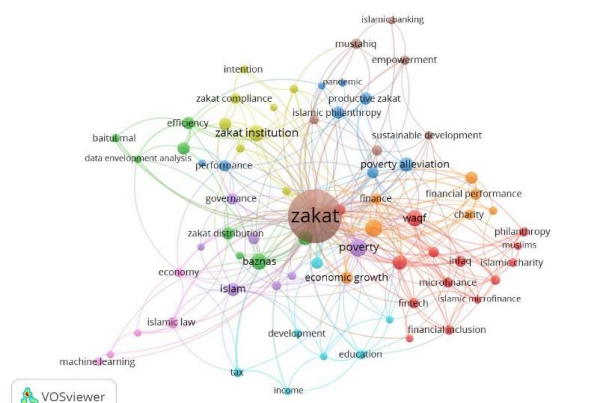 islamic banking
mustahiq
empowerment
intention
pandemic
zakat compliance
productive zakat
islamic philanthropy
efficiency
zakat institution
baitul mal
sustainable development
data envelopment analysis
performance
poverty alleviation
governance
finance
financial performance
zakat
waqf
charity
zakat distribution
philanthropy
poverty
muslims
baznas
infaq
islamic charity
economy
economic growth
microfinance
islam
fintech
islamic microfinance
islamic law
development
financial inclusion
machine learning
education
tax
islamic
income
VOSviewer